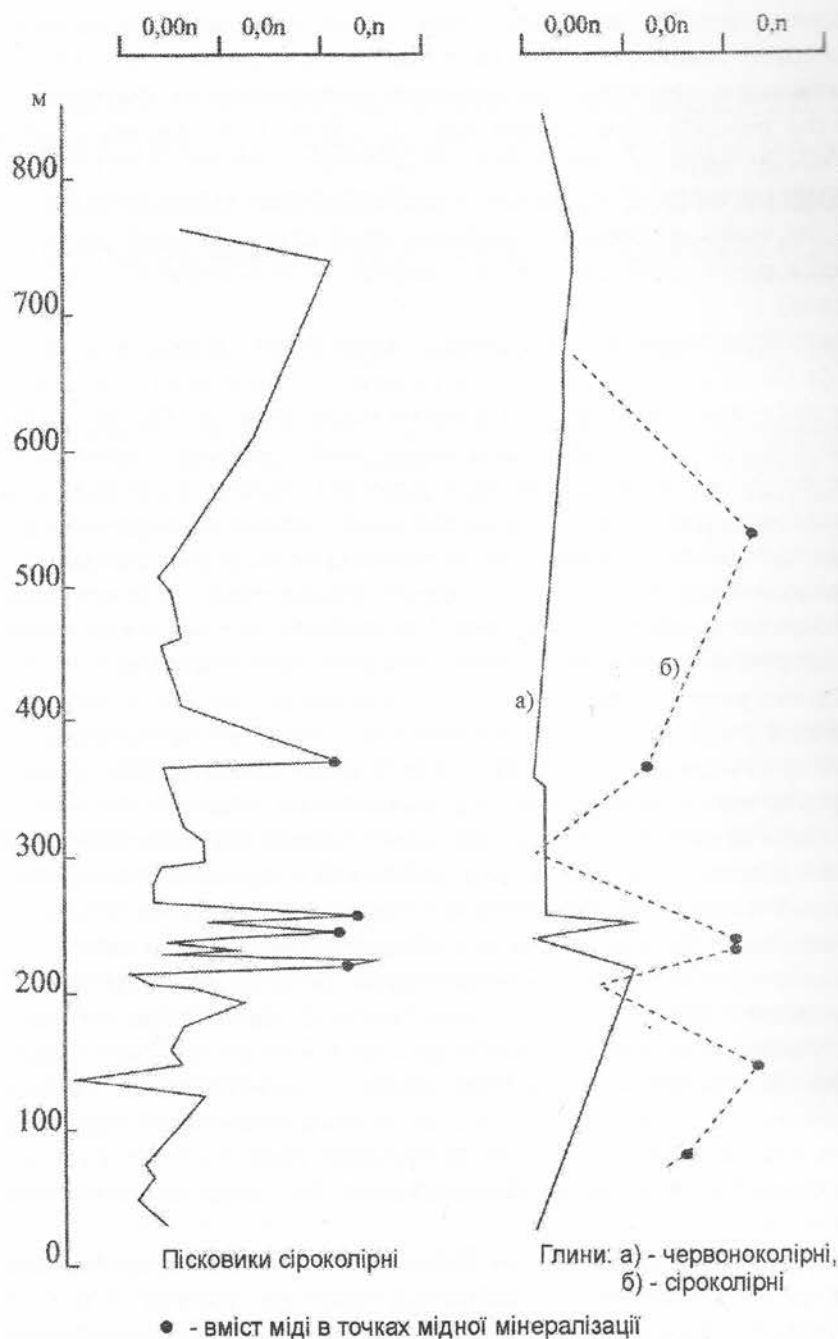 0,00n 0,0n 0,n
0,00n 0,0n 0,n
м
800
700
600
500
400
300
200
100
0
а)
б)
Пісковики сіроколірні
Глини: а) - червоноколірні,
б) - сіроколірні
● - вміст міді в точках мідної мінералізації